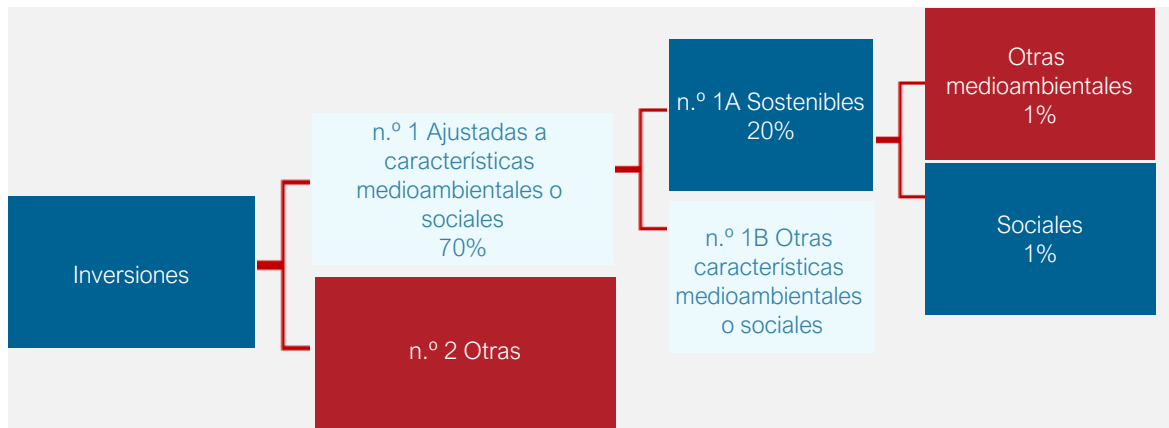 Inversiones
n.º 1 Ajustadas a
características
medioambientales o
sociales
70%
n.º 2 Otras
n.º 1A Sostenibles
20%
n.º 1B Otras
características
medioambientales
o sociales
Otras
medioambientales
1%
Sociales
1%